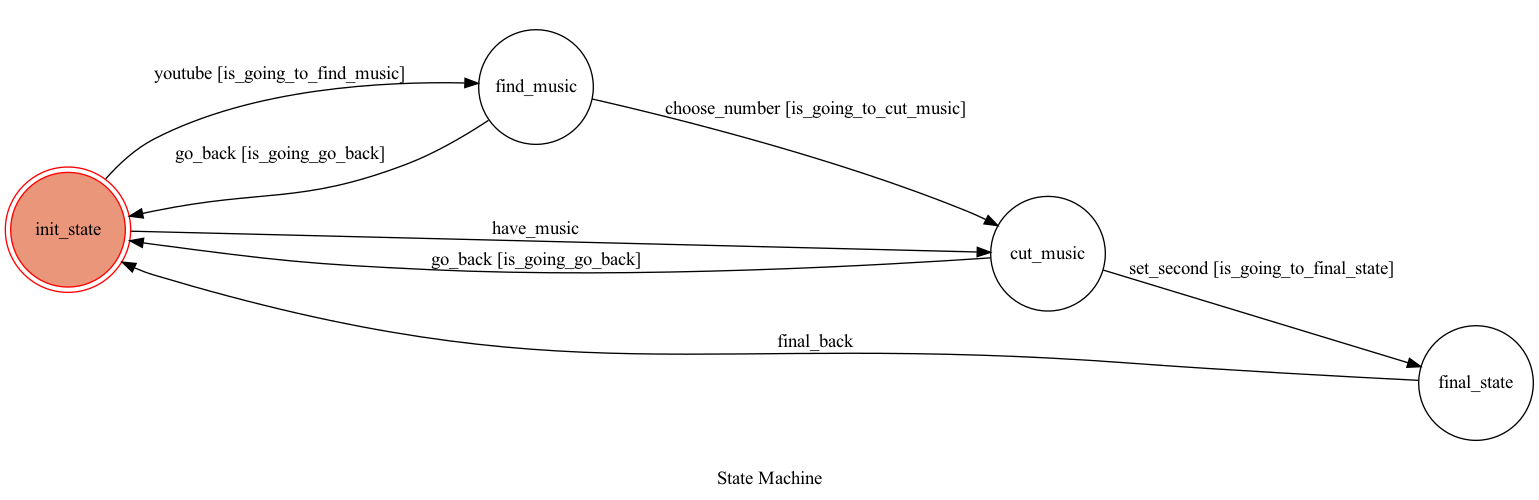 youtube [is_going_to_find_music]
find_music
choose_number [is_going_to_cut_music]
go_back [is_going_go_back]
init_state
have_music
go_back [is_going_go_back]
cut_music
set_second [is_going_to_final_state]
final_back
final_state
State Machine